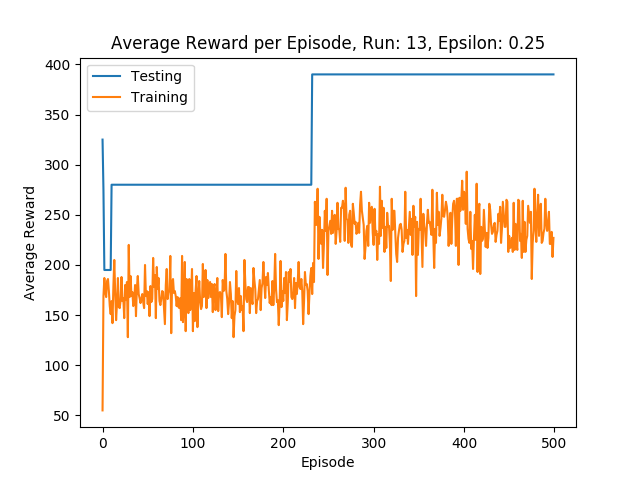 Average Reward per Episode, Run: 13, Epsilon: 0.25
Testing
Training
400
350
300
250
200
150
100
50
Average Reward
0 100 200 300 400 500
Episode